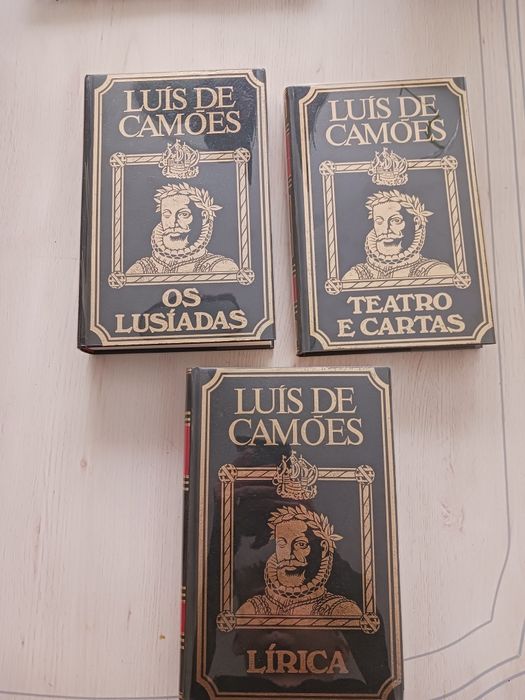 LUÍS DE
CAMÕES
OS
LUSÍADAS
LUÍS DE
CAMÕES
TEATRO
E CARTAS
LUÍS DE
CAMÕES
LÍRICA